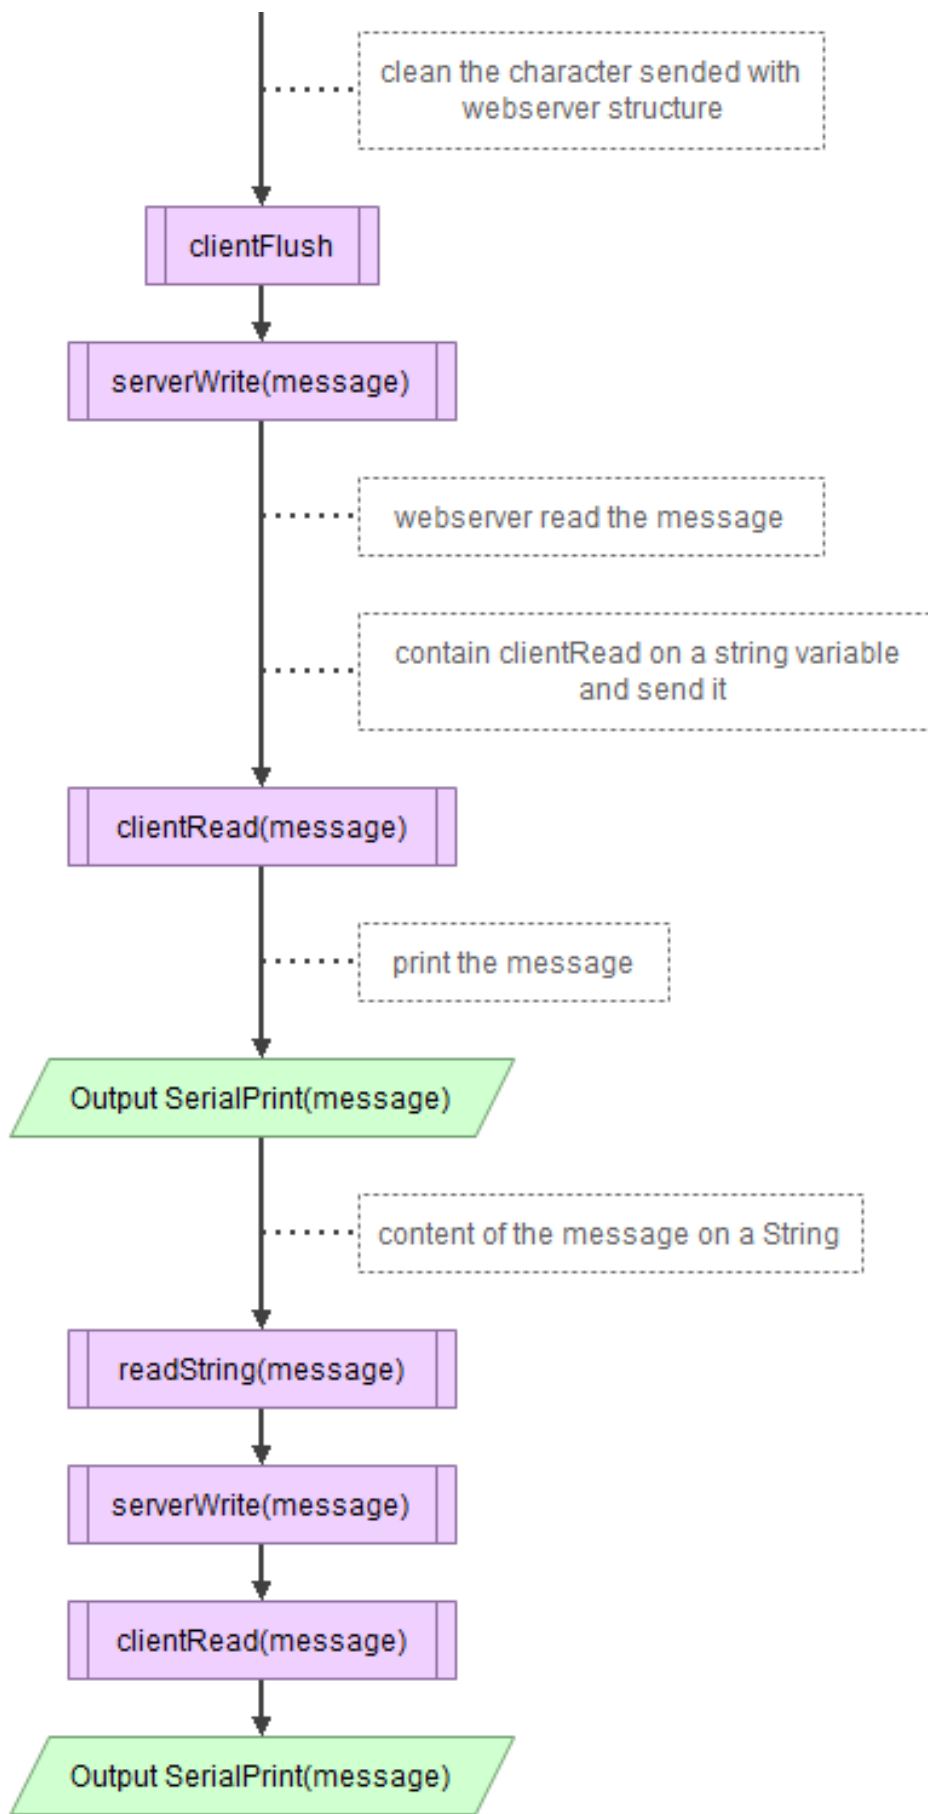 clean the character sended with
webserver structure
clientFlush
serverWrite(message)
webserver read the message
contain clientRead on a string variable
and send it
clientRead(message)
print the message
Output SerialPrint(message)
content of the message on a String
readString(message)
serverWrite(message)
clientRead(message)
Output SerialPrint(message)